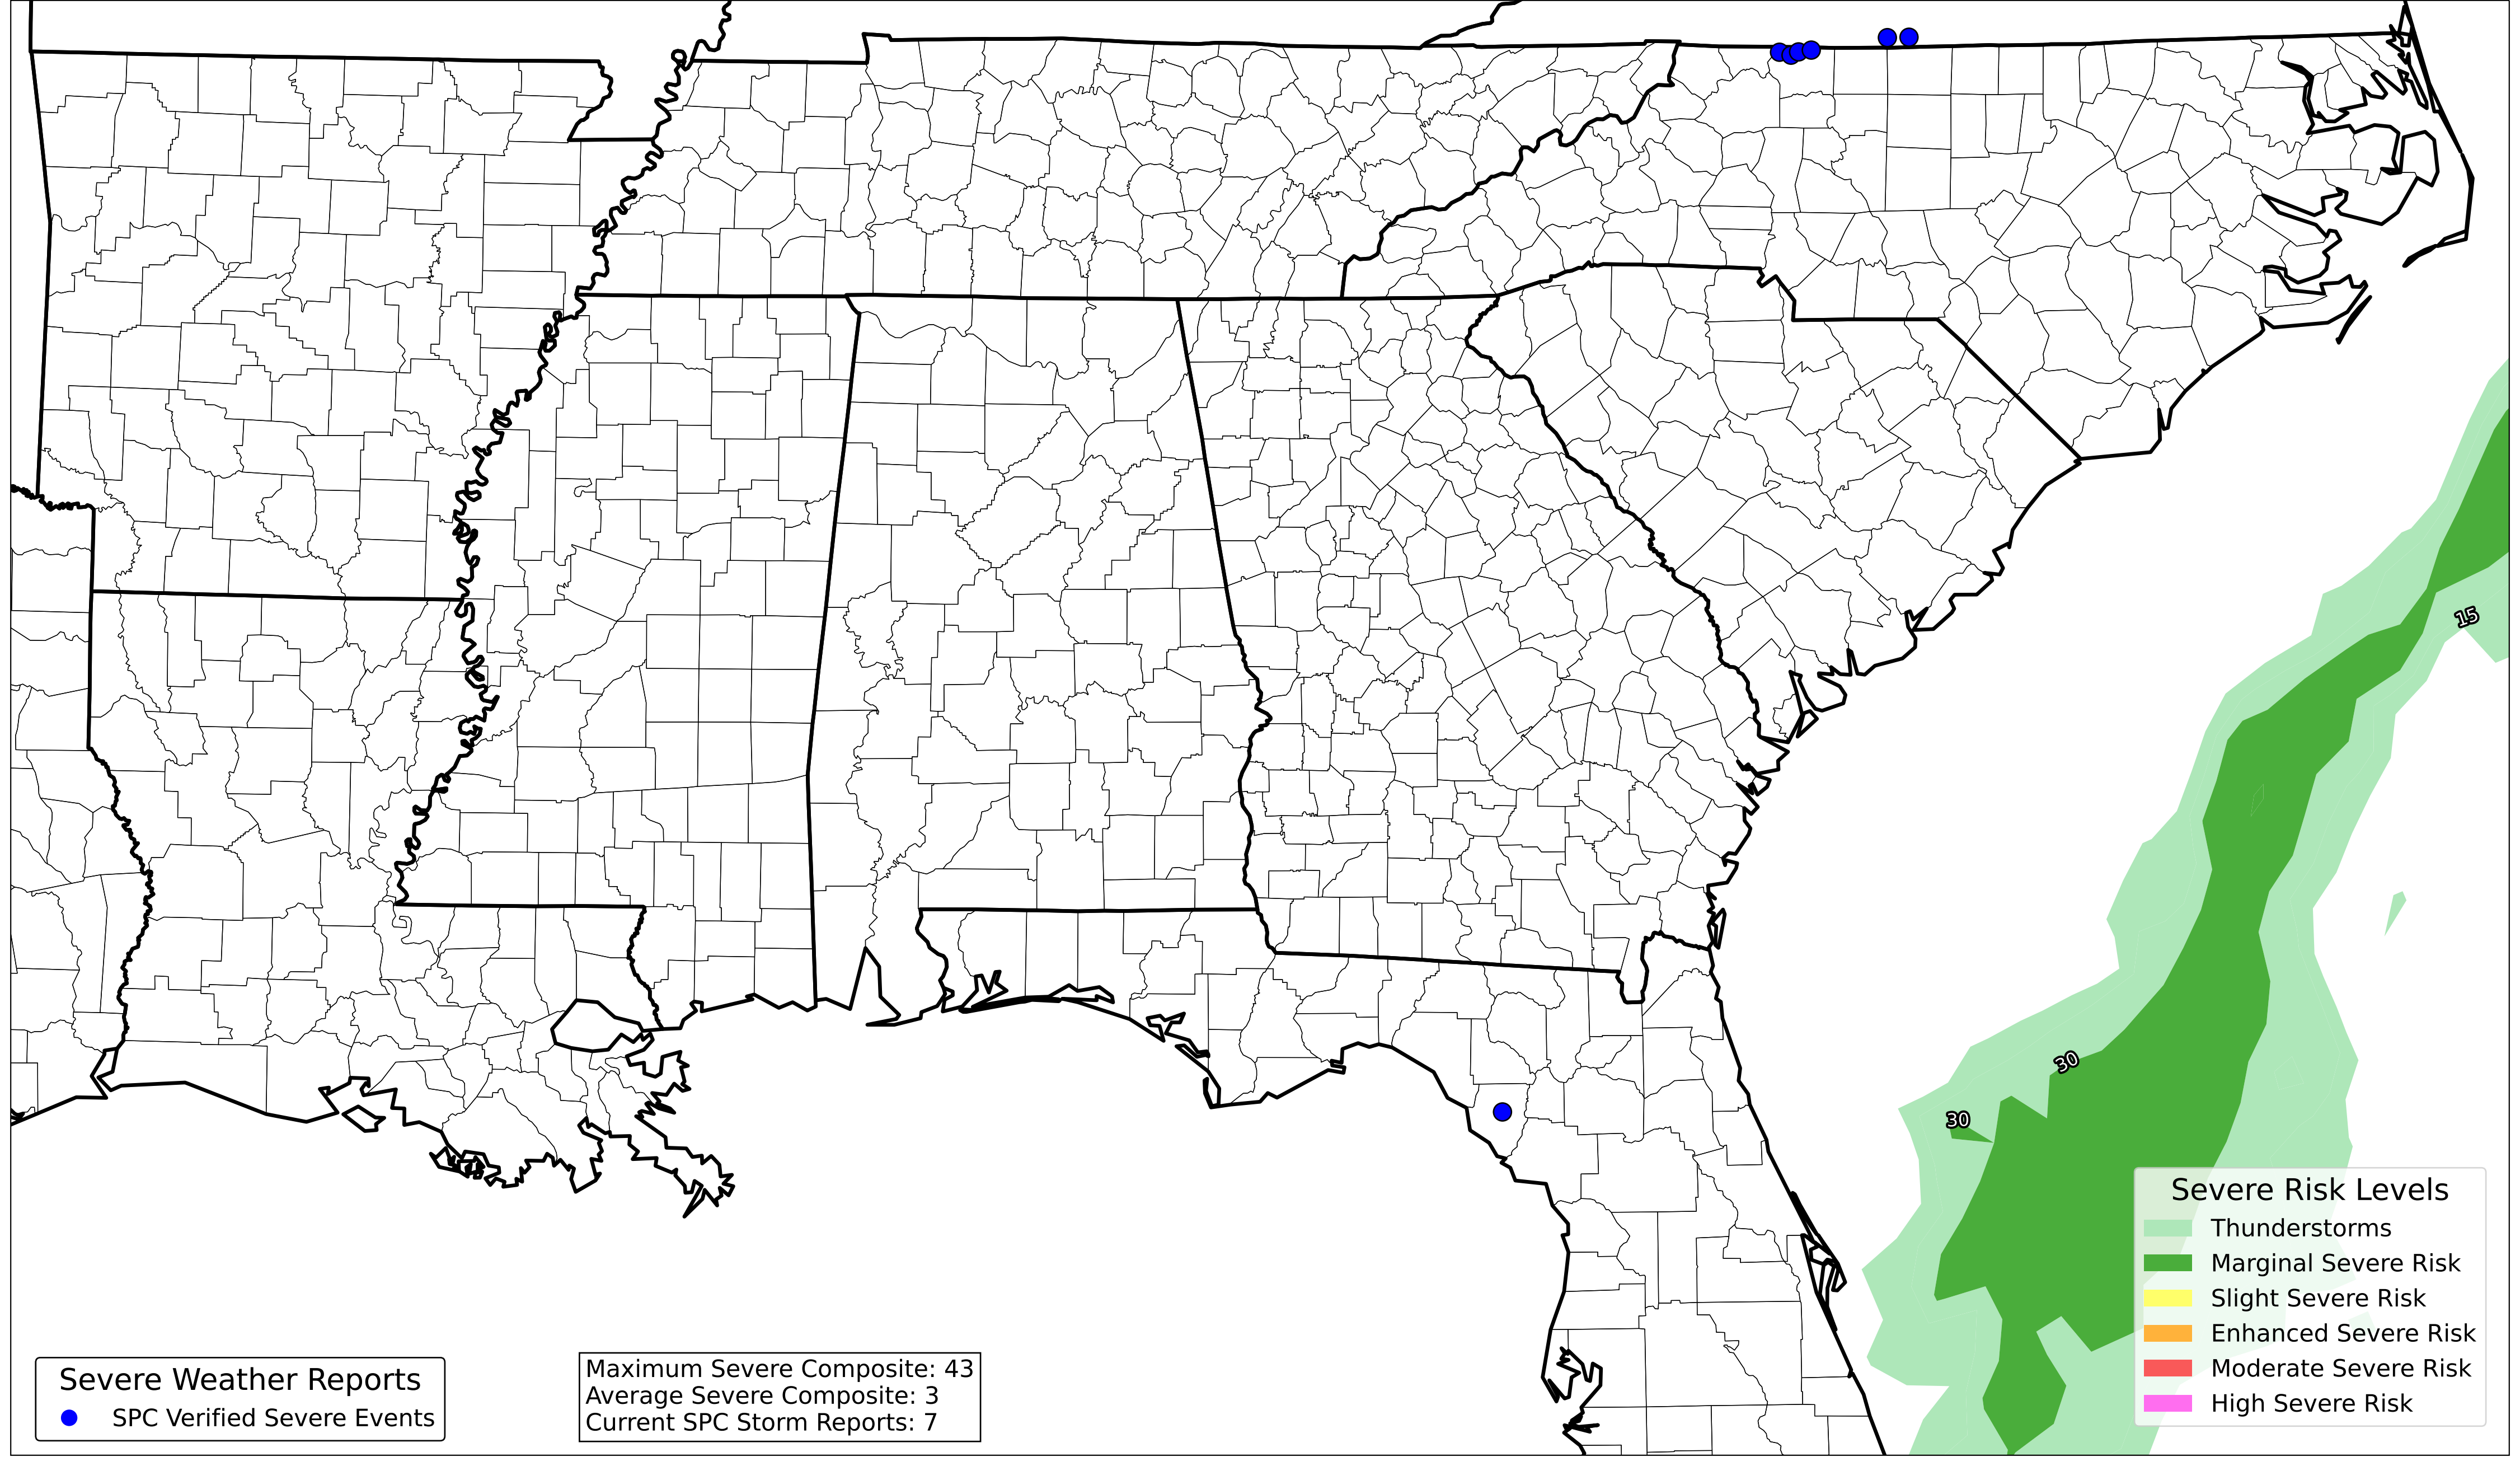 15
30
30
Severe Risk Levels
Thunderstorms
Marginal Severe Risk
Slight Severe Risk
Enhanced Severe Risk
Moderate Severe Risk
High Severe Risk
Severe Weather Reports
SPC Verified Severe Events
Maximum Severe Composite: 43
Average Severe Composite: 3
Current SPC Storm Reports: 7